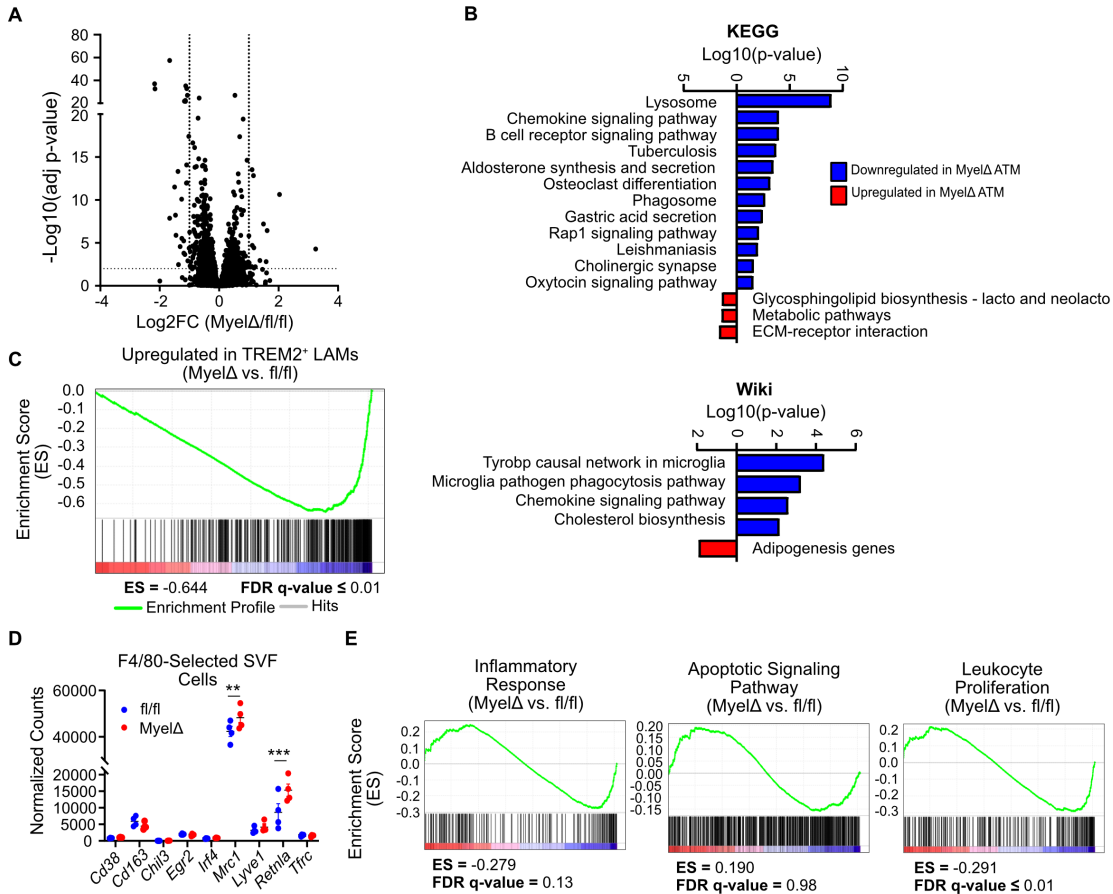 A
80
60
40
20
20
15
10
5
0
-4
-2
0
2
4
-Log10(adj p-value)
Log2FC (MyelΔ/fl/fl)
B
KEGG
Log10(p-value)
5
0
5
10
Lysosome
Chemokine signaling pathway
B cell receptor signaling pathway
Tuberculosis
Aldosterone synthesis and secretion
Osteoclast differentiation
Phagosome
Gastric acid secretion
Rap1 signaling pathway
Leishmaniasis
Cholinergic synapse
Oxytocin signaling pathway
Glycosphingolipid biosynthesis - lacto and neolacto
Metabolic pathways
ECM-receptor interaction
Downregulated in MyelΔ ATM
Upregulated in MyelΔ ATM
Wiki
Log10(p-value)
2
0
2
4
6
Tyrobp causal network in microglia
Microglia pathogen phagocytosis pathway
Chemokine signaling pathway
Cholesterol biosynthesis
Adipogenesis genes
C
Upregulated in TREM2⁺ LAMs
(MyelΔ vs. fl/fl)
Enrichment Score
(ES)
0.0
-0.1
-0.2
-0.3
-0.4
-0.5
-0.6
ES = -0.644 FDR q-value ≤ 0.01
Enrichment Profile Hits
D
F4/80-Selected SVF
Cells
Normalized Counts
60000
40000
20000
15000
10000
5000
0
fl/fl
MyelΔ
**
***
Cd38
Cd163
Chil3
Egr2
Irf4
Mrc1
Lyve1
Retnla
Tfrc
E
Enrichment Score
(ES)
Inflammatory
Response
(MyelΔ vs. fl/fl)
0.2
0.1
0.0
-0.1
-0.2
-0.3
ES = -0.279
FDR q-value = 0.13
Apoptotic Signaling
Pathway
(MyelΔ vs. fl/fl)
0.20
0.15
0.10
0.05
0.00
-0.05
-0.10
-0.15
ES = 0.190
FDR q-value = 0.98
Leukocyte
Proliferation
(MyelΔ vs. fl/fl)
0.2
0.1
0.0
-0.1
-0.2
-0.3
ES = -0.291
FDR q-value ≤ 0.01